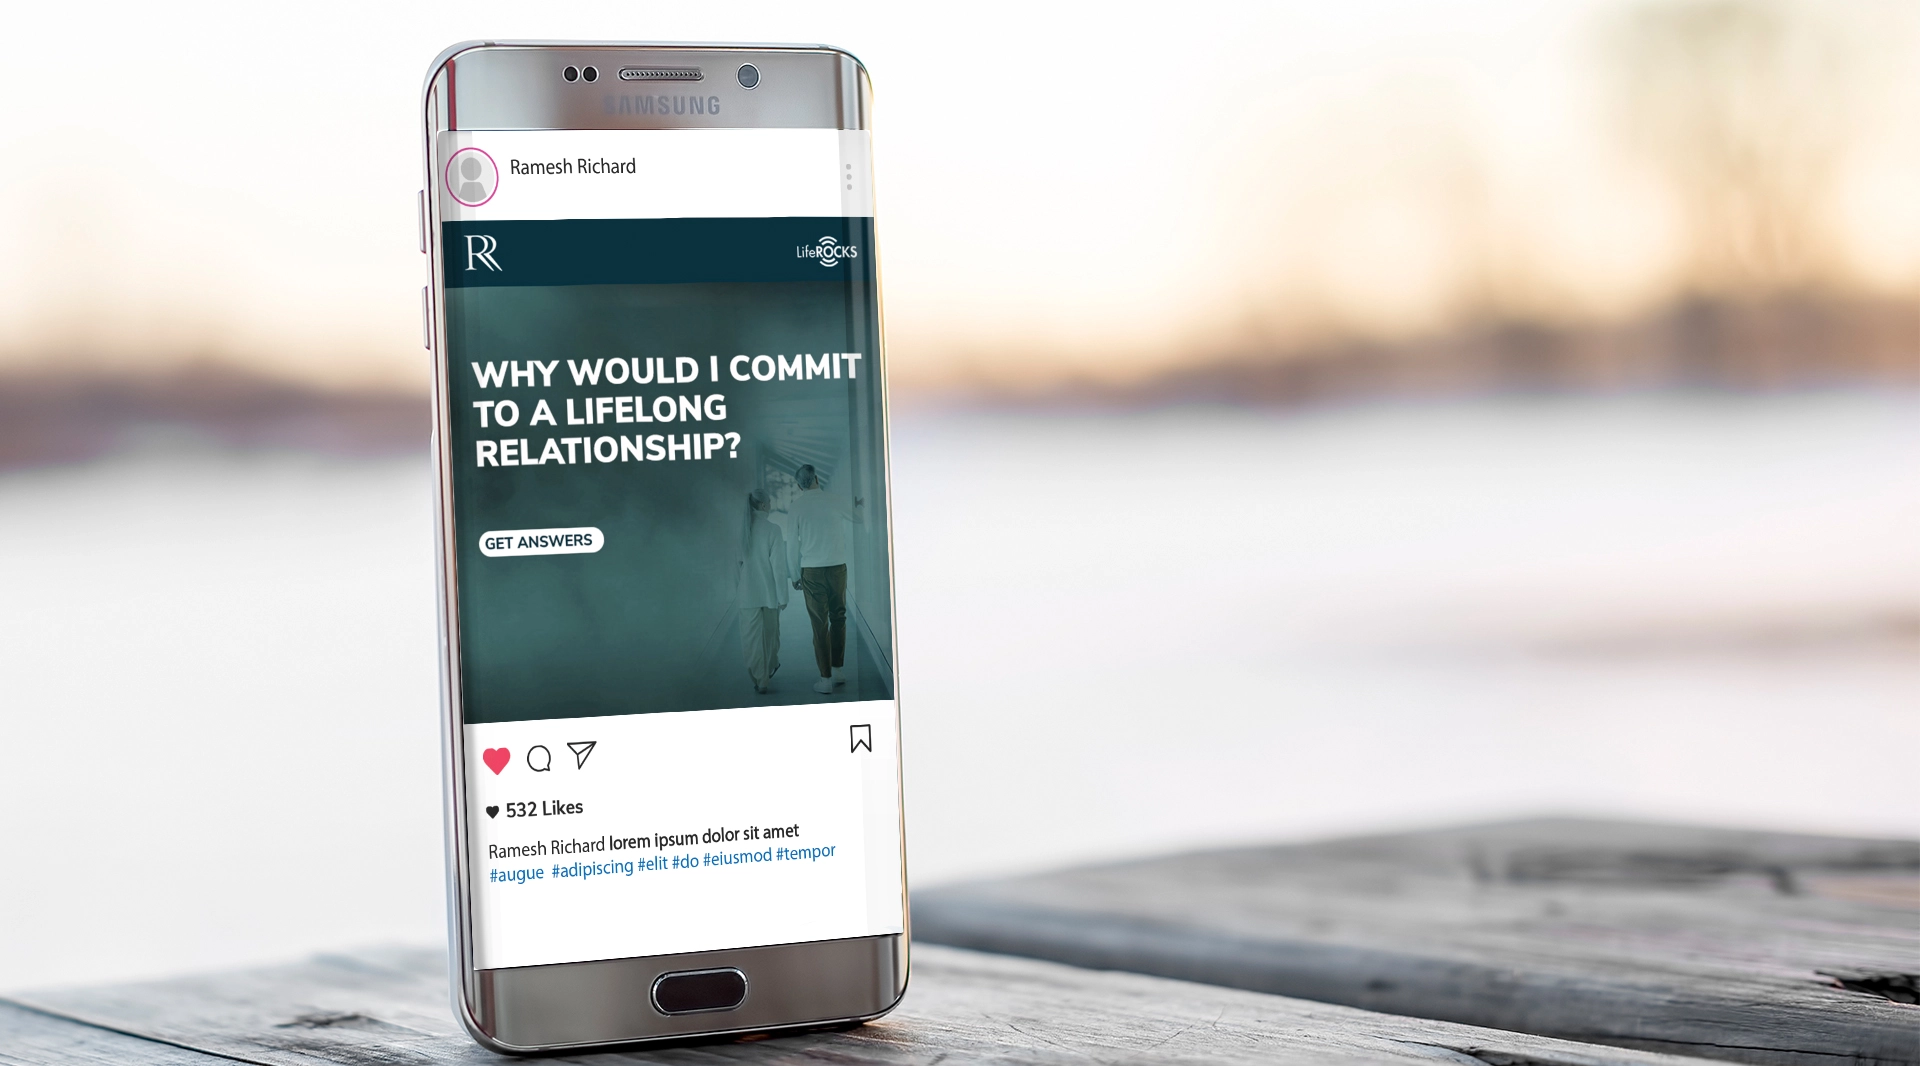 SAMSUNG
Ramesh Richard
RR
LifeROCKS
WHY WOULD I COMMIT
TO A LIFELONG
RELATIONSHIP?
GET ANSWERS
532 Likes
Ramesh Richard lorem ipsum dolor sit amet
#augue #adipiscing #elit #do #eiusmod #tempor